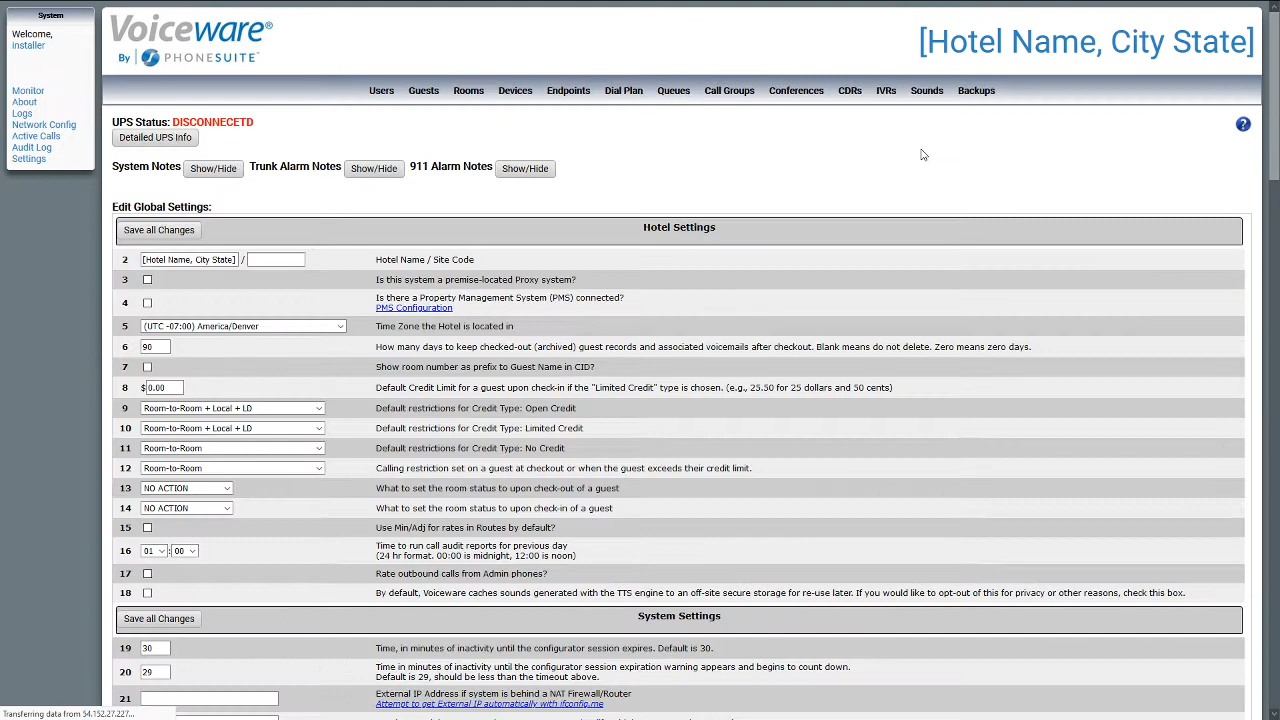 System
Welcome,
Installer
Monitor
About
Logs
Network Config
Active Calls
Audit Log
Settings
Voiceware®
By PHONESUITE™
[Hotel Name, City State]
Users Guests Rooms Devices Endpoints Dial Plan Queues Call Groups Conferences CDRs IVRs Sounds Backups
UPS Status: DISCONNECETD
?
Detailed UPS Info
System Notes Show/Hide Trunk Alarm Notes Show/Hide 911 Alarm Notes Show/Hide
Edit Global Settings:
Save all Changes Hotel Settings
2 [Hotel Name, City State] / Hotel Name / Site Code
3 Is this system a premise-located Proxy system?
4 Is there a Property Management System (PMS) connected?
PMS Configuration
5 (UTC -07:00) America/Denver Time Zone the Hotel is located in
6 90 How many days to keep checked-out (archived) guest records and associated voicemails after checkout. Blank means do not delete. Zero means zero days.
7 Show room number as prefix to Guest Name in CID?
8 $ 0.00 Default Credit Limit for a guest upon check-in if the "Limited Credit" type is chosen. (e.g., 25.50 for 25 dollars and 50 cents)
9 Room-to-Room + Local + LD Default restrictions for Credit Type: Open Credit
10 Room-to-Room + Local + LD Default restrictions for Credit Type: Limited Credit
11 Room-to-Room Default restrictions for Credit Type: No Credit
12 Room-to-Room Calling restriction set on a guest at checkout or when the guest exceeds their credit limit.
13 NO ACTION What to set the room status to upon check-out of a guest
14 NO ACTION What to set the room status to upon check-in of a guest
15 Use Min/Adj for rates in Routes by default?
16 01 : 00 Time to run call audit reports for previous day
(24 hr format. 00:00 is midnight, 12:00 is noon)
17 Rate outbound calls from Admin phones?
18 By default, Voiceware caches sounds generated with the TTS engine to an off-site secure storage for re-use later. If you would like to opt-out of this for privacy or other reasons, check this box.
Save all Changes System Settings
19 30 Time, in minutes of inactivity until the configurator session expires. Default is 30.
20 29 Time in minutes of inactivity until the configurator session expiration warning appears and begins to count down.
Default is 29, should be less than the timeout above.
21 External IP Address if system is behind a NAT Firewall/Router
Attempt to get External IP automatically with ifconfig.me
Transferring data from 54.152.27.227...